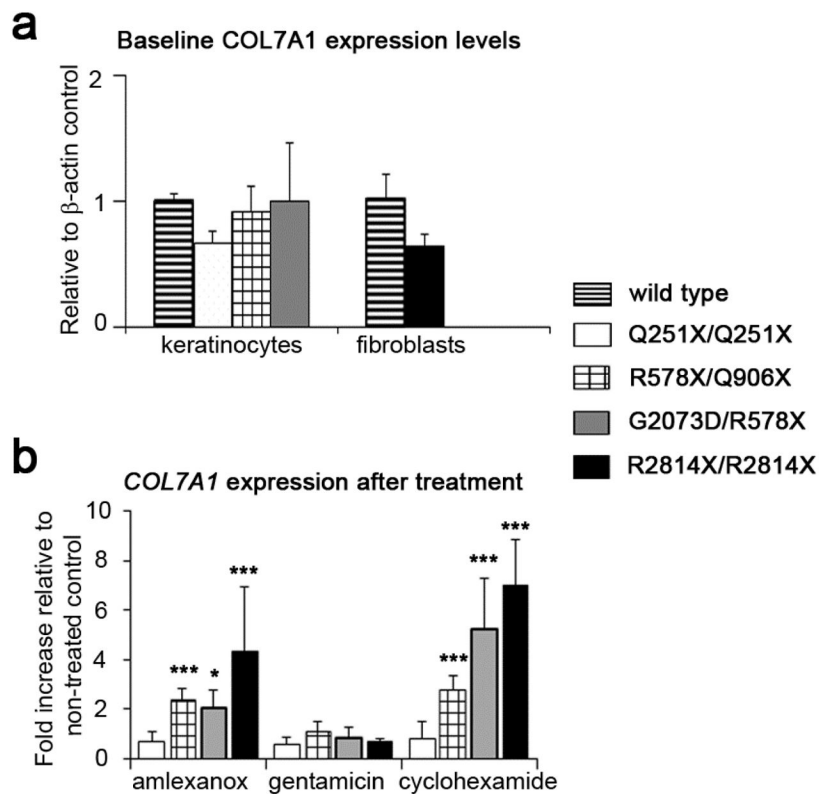 a
Baseline COL7A1 expression levels
Relative to β-actin control
2
1
0
keratinocytes
fibroblasts
wild type
Q251X/Q251X
R578X/Q906X
G2073D/R578X
R2814X/R2814X
b
COL7A1 expression after treatment
Fold increase relative to
non-treated control
10
8
6
4
2
0
***
*
***
***
***
***
amlexanox
gentamicin
cyclohexamide